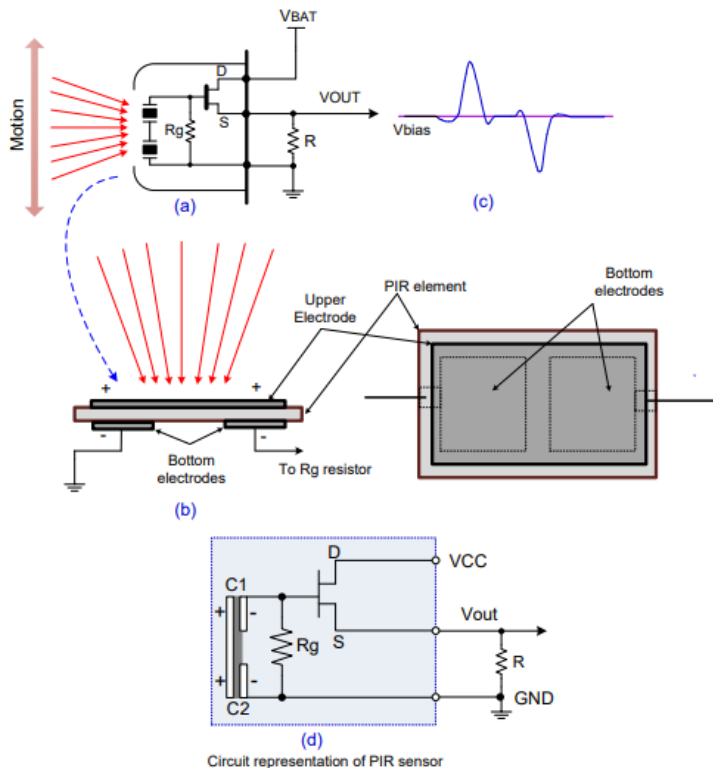 VBAT
D
VOUT
S
Rg
R
Motion
(a)
Vbias
(c)
Upper
Electrode
PIR element
Bottom
electrodes
+
+
-
-
Bottom
electrodes
To Rg resistor
(b)
D
VCC
C1
+
-
Vout
Rg
S
R
+
-
C2
GND
(d)
Circuit representation of PIR sensor